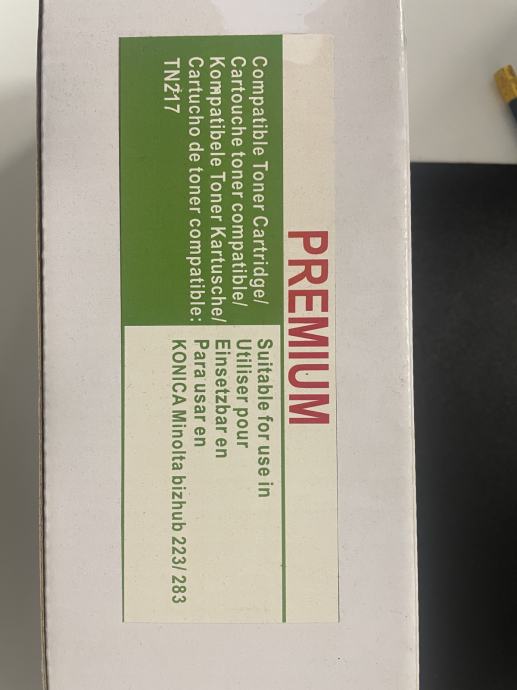 PREMIUM
Compatible Toner Cartridge/
Cartouche toner compatible/
Kompatibele Toner Kartusche/
Cartucho de toner compatible:
TN217
Suitable for use in
Utiliser pour
Einsetzbar en
Para usar en
KONICA Minolta bizhub 223/ 283